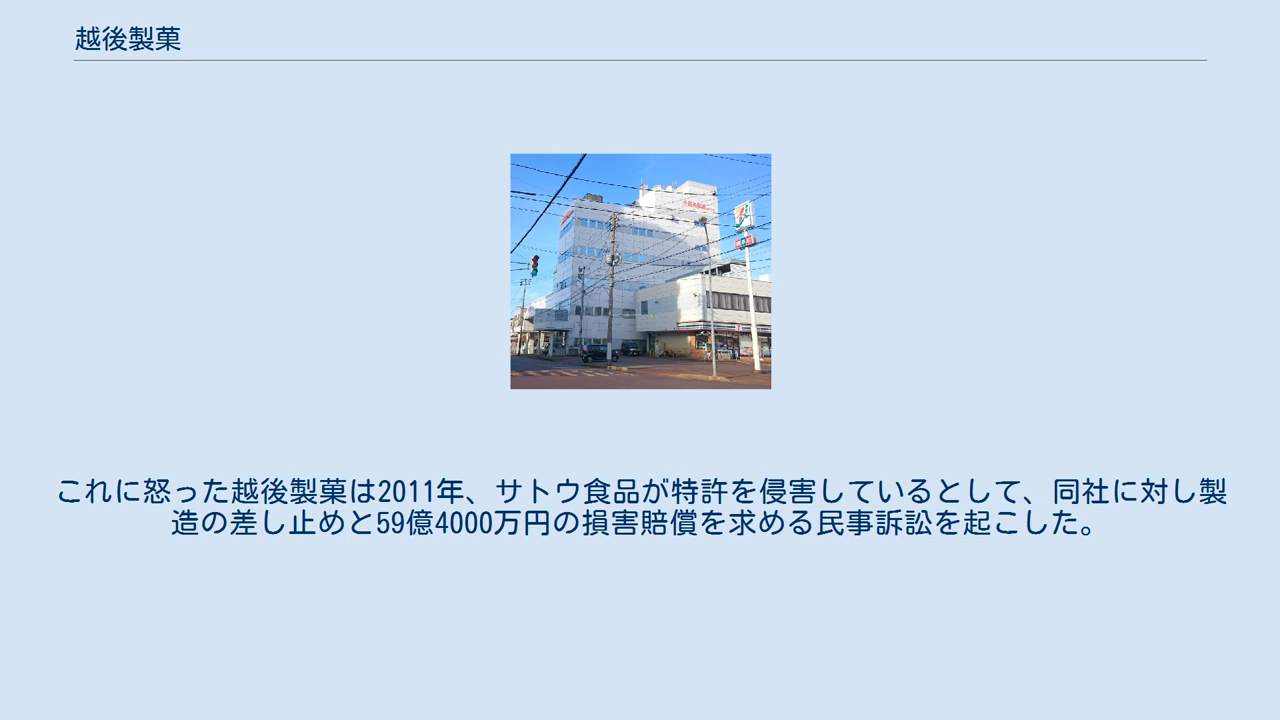 越後製菓
これに怒った越後製菓は2011年、サトウ食品が特許を侵害しているとして、同社に対し製
造の差し止めと59億4000万円の損害賠償を求める民事訴訟を起こした。